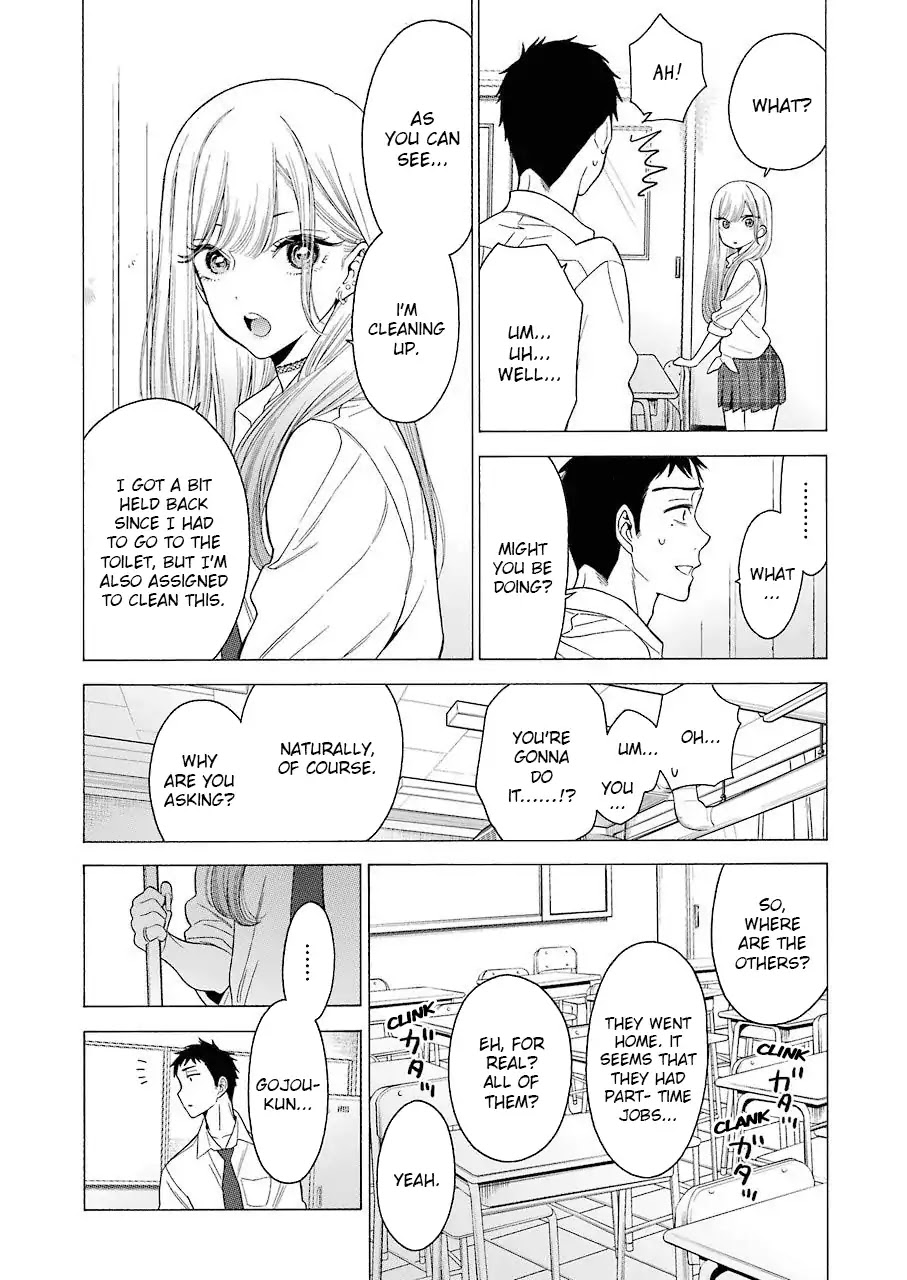 WHAT?
AH!
UM...
UH...
WELL...
AS
YOU CAN
SEE...
I'M
CLEANING
UP.
I GOT A BIT
HELD BACK
SINCE I HAD
TO GO TO THE
TOILET, BUT I'M
ALSO ASSIGNED
TO CLEAN THIS.
........
WHAT
...
MIGHT
YOU BE
DOING?
OH...
UM...
YOU
...
YOU'RE
GONNA
DO
IT......!?
NATURALLY,
OF COURSE.
WHY
ARE YOU
ASKING?
SO,
WHERE
ARE THE
OTHERS?
THEY WENT
HOME. IT
SEEMS THAT
THEY HAD
PART- TIME
JOBS...
EH, FOR
REAL?
ALL OF
THEM?
YEAH.
CLINK
ガタッ
CLANK
ガタッ
CLINK
ガタッ
......
GOJOU-
KUN...